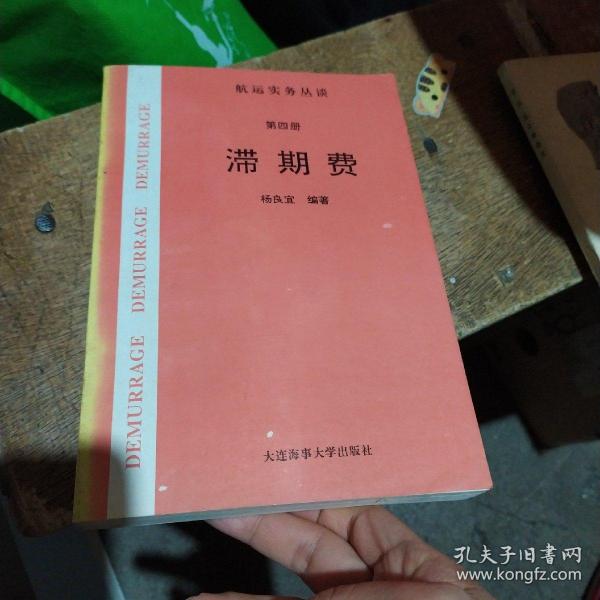 航运实务丛谈
第四册
滞期费
杨良宜 编著
DEMURRAGE DEMURRAGE DEMURRAGE
大连海事大学出版社
孔夫子旧书网
www.kongfz.com